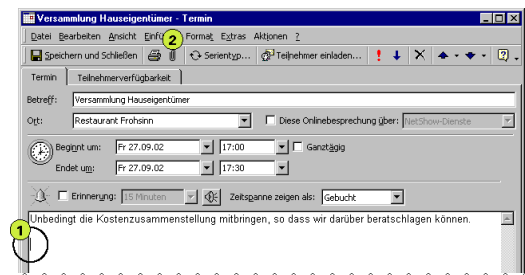 Versammlung Hauseigentümer - Termin
Datei Bearbeiten Ansicht Einfü Format Extras Aktionen ?
2
Speichern und Schließen Serientyp... Teilnehmer einladen...
Termin Teilnehmerverfügbarkeit
Betreff: Versammlung Hauseigentümer
Ort: Restaurant Frohsinn Diese Onlinebesprechung über: NetShow-Dienste
Beginnt um: Fr 27.09.02 17:00 Ganztägig
Endet um: Fr 27.09.02 17:30
Erinnerung: 15 Minuten Zeitspanne zeigen als: Gebucht
Unbedingt die Kostenzusammenstellung mitbringen, so dass wir darüber beratschlagen können.
1